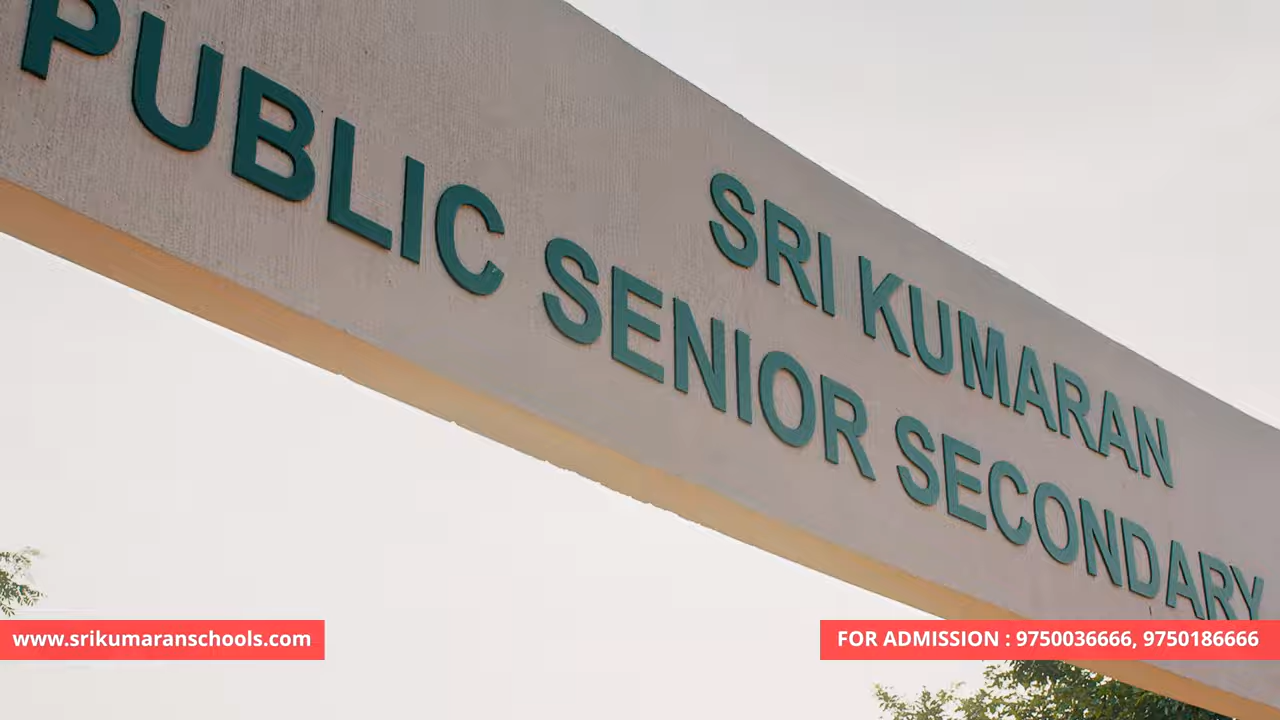 SRI KUMARAN
PUBLIC SENIOR SECONDARY
www.srikumaranschools.com
FOR ADMISSION : 9750036666, 9750186666